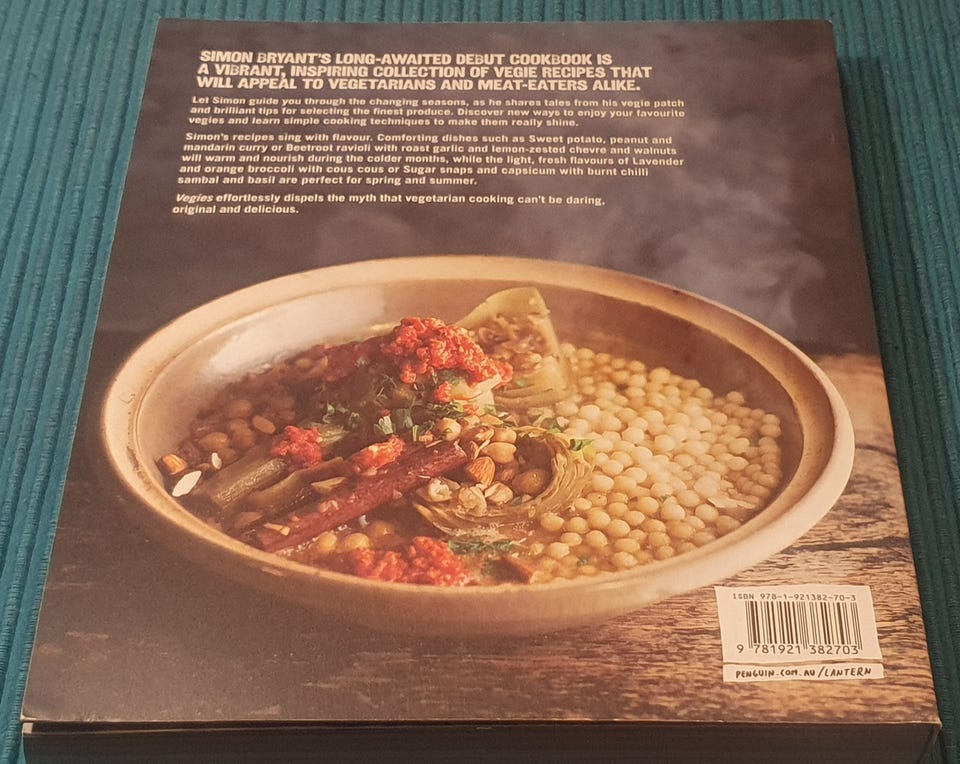 SIMON BRYANT'S LONG-AWAITED DEBUT COOKBOOK IS
A VIBRANT, INSPIRING COLLECTION OF VEGIE RECIPES THAT
WILL APPEAL TO VEGETARIANS AND MEAT-EATERS ALIKE.
Let Simon guide you through the changing seasons, as he shares tales from his vegie patch
and brilliant tips for selecting the finest produce. Discover new ways to enjoy your favourite
vegies and learn simple cooking techniques to make them really shine.
Simon's recipes sing with flavour. Comforting dishes such as Sweet potato, peanut and
mandarin curry or Beetroot ravioli with roast garlic and lemon-zested chevre and walnuts
will warm and nourish during the colder months, while the light, fresh flavours of Lavender
and orange broccoli with cous cous or Sugar snaps and capsicum with burnt chilli
sambal and basil are perfect for spring and summer.
Vegies effortlessly dispels the myth that vegetarian cooking can't be daring,
original and delicious.
ISBN 978-1-921382-70-3
9 781921 382703
PENGUIN.COM.AU/LANTERN